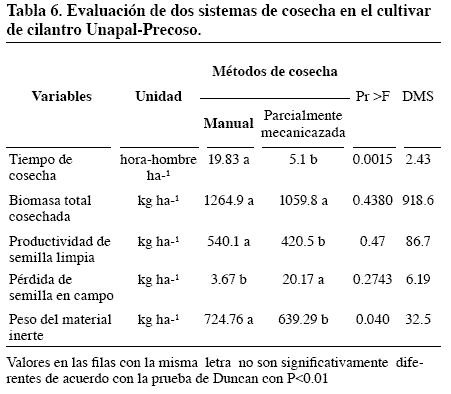 Tabla 6. Evaluación de dos sistemas de cosecha en el cultivar
de cilantro Unapal-Precoso.
Métodos de cosecha
Variables Unidad Pr >F DMS
Manual Parcialmente
mecanicazada
Tiempo de hora-hombre 19.83 a 5.1 b 0.0015 2.43
cosecha ha-¹
Biomasa total kg ha-¹ 1264.9 a 1059.8 a 0.4380 918.6
cosechada
Productividad de kg ha-¹ 540.1 a 420.5 b 0.47 86.7
semilla limpia
Pérdida de kg ha-¹ 3.67 b 20.17 a 0.2743 6.19
semilla en campo
Peso del material kg ha-¹ 724.76 a 639.29 b 0.040 32.5
inerte
Valores en las filas con la misma letra no son significativamente dife-
rentes de acuerdo con la prueba de Duncan con P<0.01